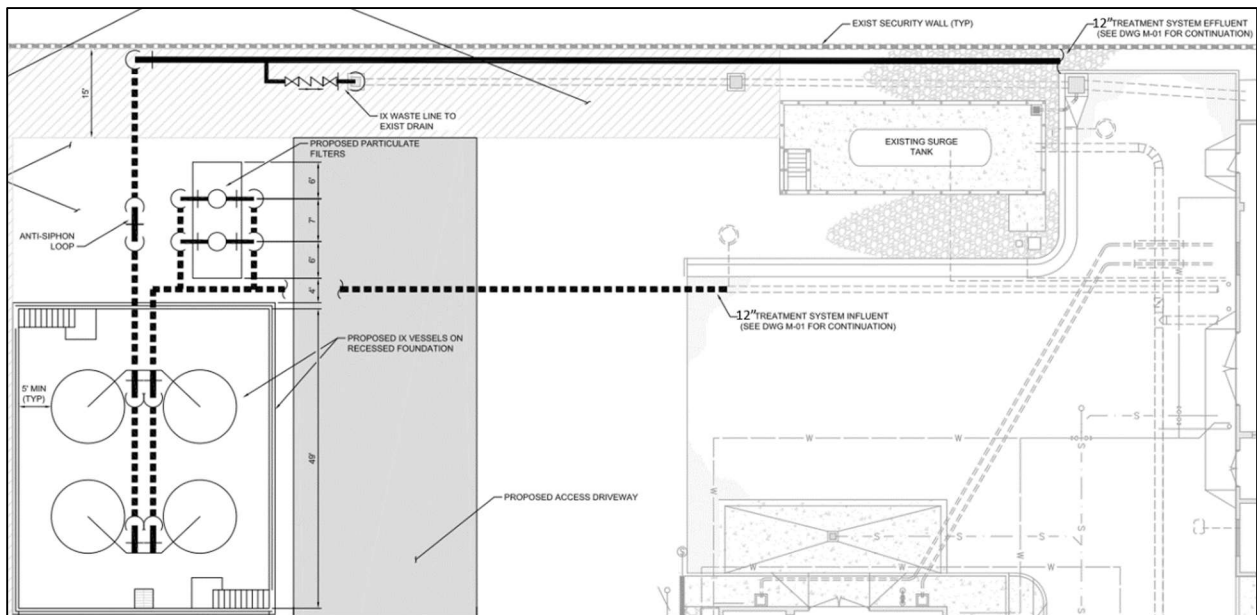 EXIST SECURITY WALL (TYP)
12" TREATMENT SYSTEM EFFLUENT
(SEE DWG M-01 FOR CONTINUATION)
15'
IX WASTE LINE TO
EXIST DRAIN
PROPOSED PARTICULATE
FILTERS
EXISTING SURGE
TANK
6'
7'
6'
4'
ANTI-SIPHON
LOOP
12" TREATMENT SYSTEM INFLUENT
(SEE DWG M-01 FOR CONTINUATION)
PROPOSED IX VESSELS ON
RECESSED FOUNDATION
5' MIN
(TYP)
49'
PROPOSED ACCESS DRIVEWAY
W
S
S
W
W
W
S
W
S
S
S
W
W